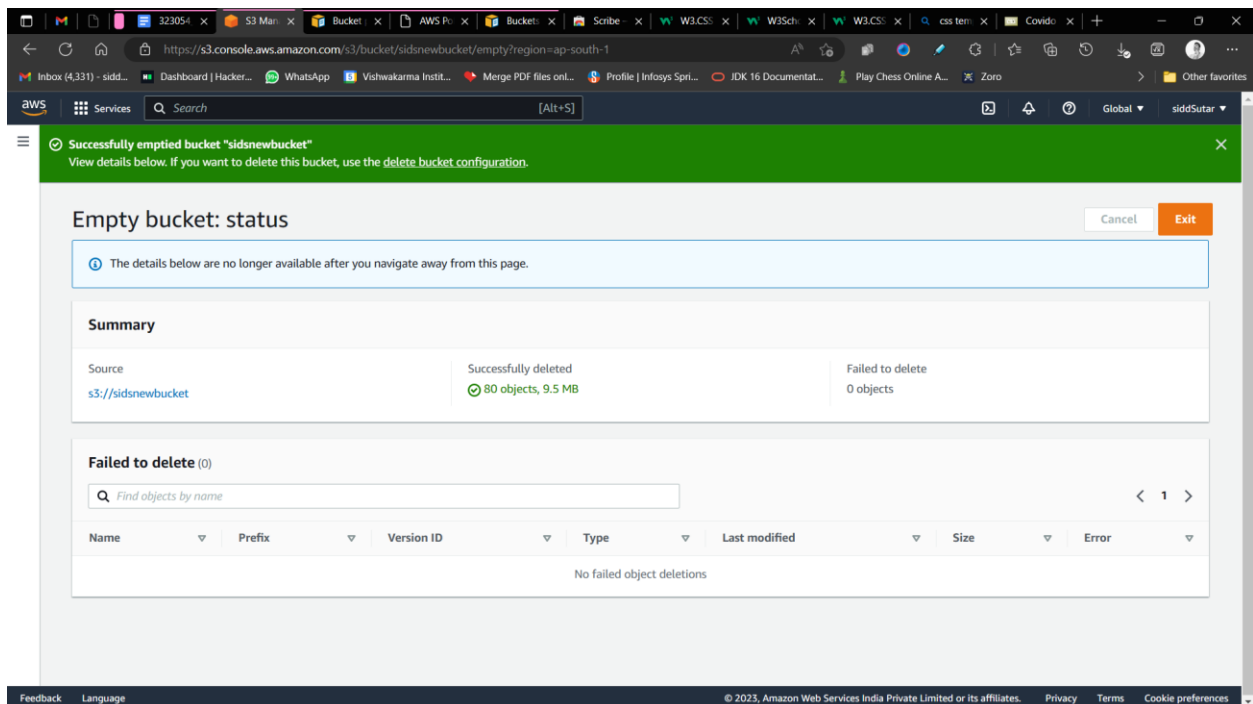 323054
S3 Man
Bucket
AWS Po
Buckets
Scribe -
W3.CSS
W3Sch
W3.CSS
css tem
Covido
https://s3.console.aws.amazon.com/s3/bucket/sidsnewbucket/empty?region=ap-south-1
Inbox (4,331) - sidd...
Dashboard | Hacker...
WhatsApp
Vishwakarma Instit...
Merge PDF files onl...
Profile | Infosys Spri...
JDK 16 Documentat...
Play Chess Online A...
Zoro
Other favorites
aws
Services
Search
[Alt+S]
Global
siddSutar
Successfully emptied bucket "sidsnewbucket"
View details below. If you want to delete this bucket, use the delete bucket configuration.
Empty bucket: status
Cancel
Exit
The details below are no longer available after you navigate away from this page.
Summary
Source
s3://sidsnewbucket
Successfully deleted
80 objects, 9.5 MB
Failed to delete
0 objects
Failed to delete (0)
Find objects by name
1
Name
Prefix
Version ID
Type
Last modified
Size
Error
No failed object deletions
Feedback
Language
© 2023, Amazon Web Services India Private Limited or its affiliates.
Privacy
Terms
Cookie preferences